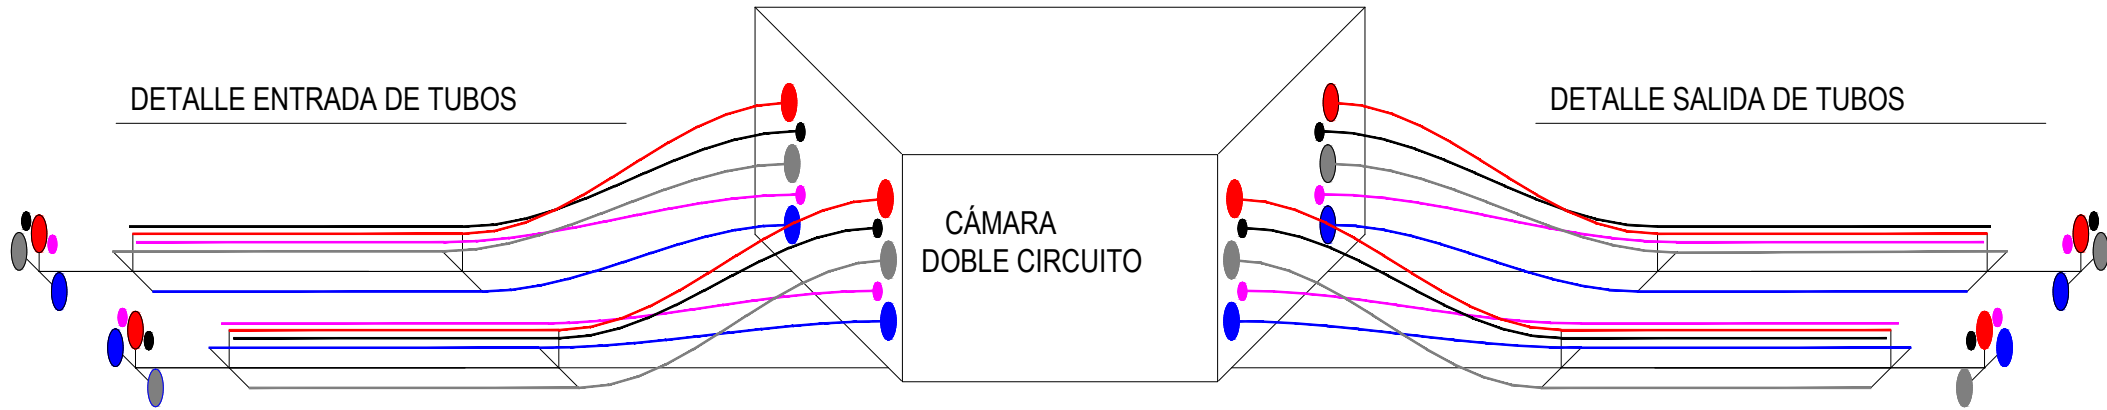 DETALLE ENTRADA DE TUBOS
DETALLE SALIDA DE TUBOS
CÁMARA
DOBLE CIRCUITO